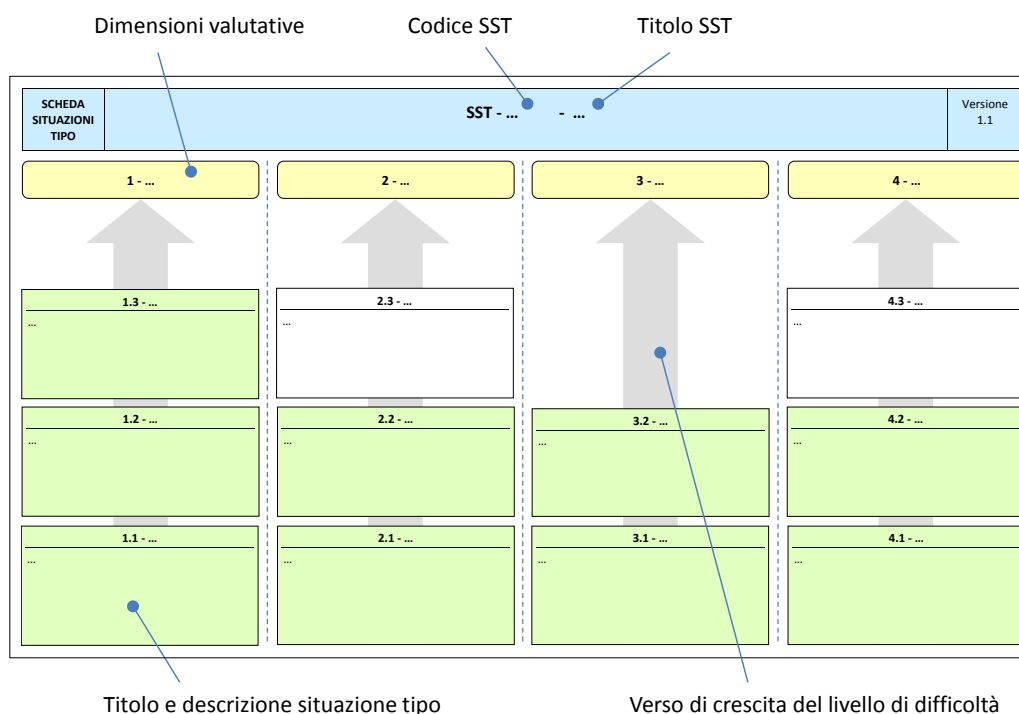 Dimensioni valutative Codice SST Titolo SST
SCHEDA
SITUAZIONI
TIPO
SST - ... - ...
Versione
1.1
1 - ... 2 - ... 3 - ... 4 - ...
1.3 - ... 2.3 - ... 4.3 - ...
... ... ...
1.2 - ... 2.2 - ... 3.2 - ... 4.2 - ...
... ... ... ...
1.1 - ... 2.1 - ... 3.1 - ... 4.1 - ...
... ... ... ...
Titolo e descrizione situazione tipo Verso di crescita del livello di difficoltà